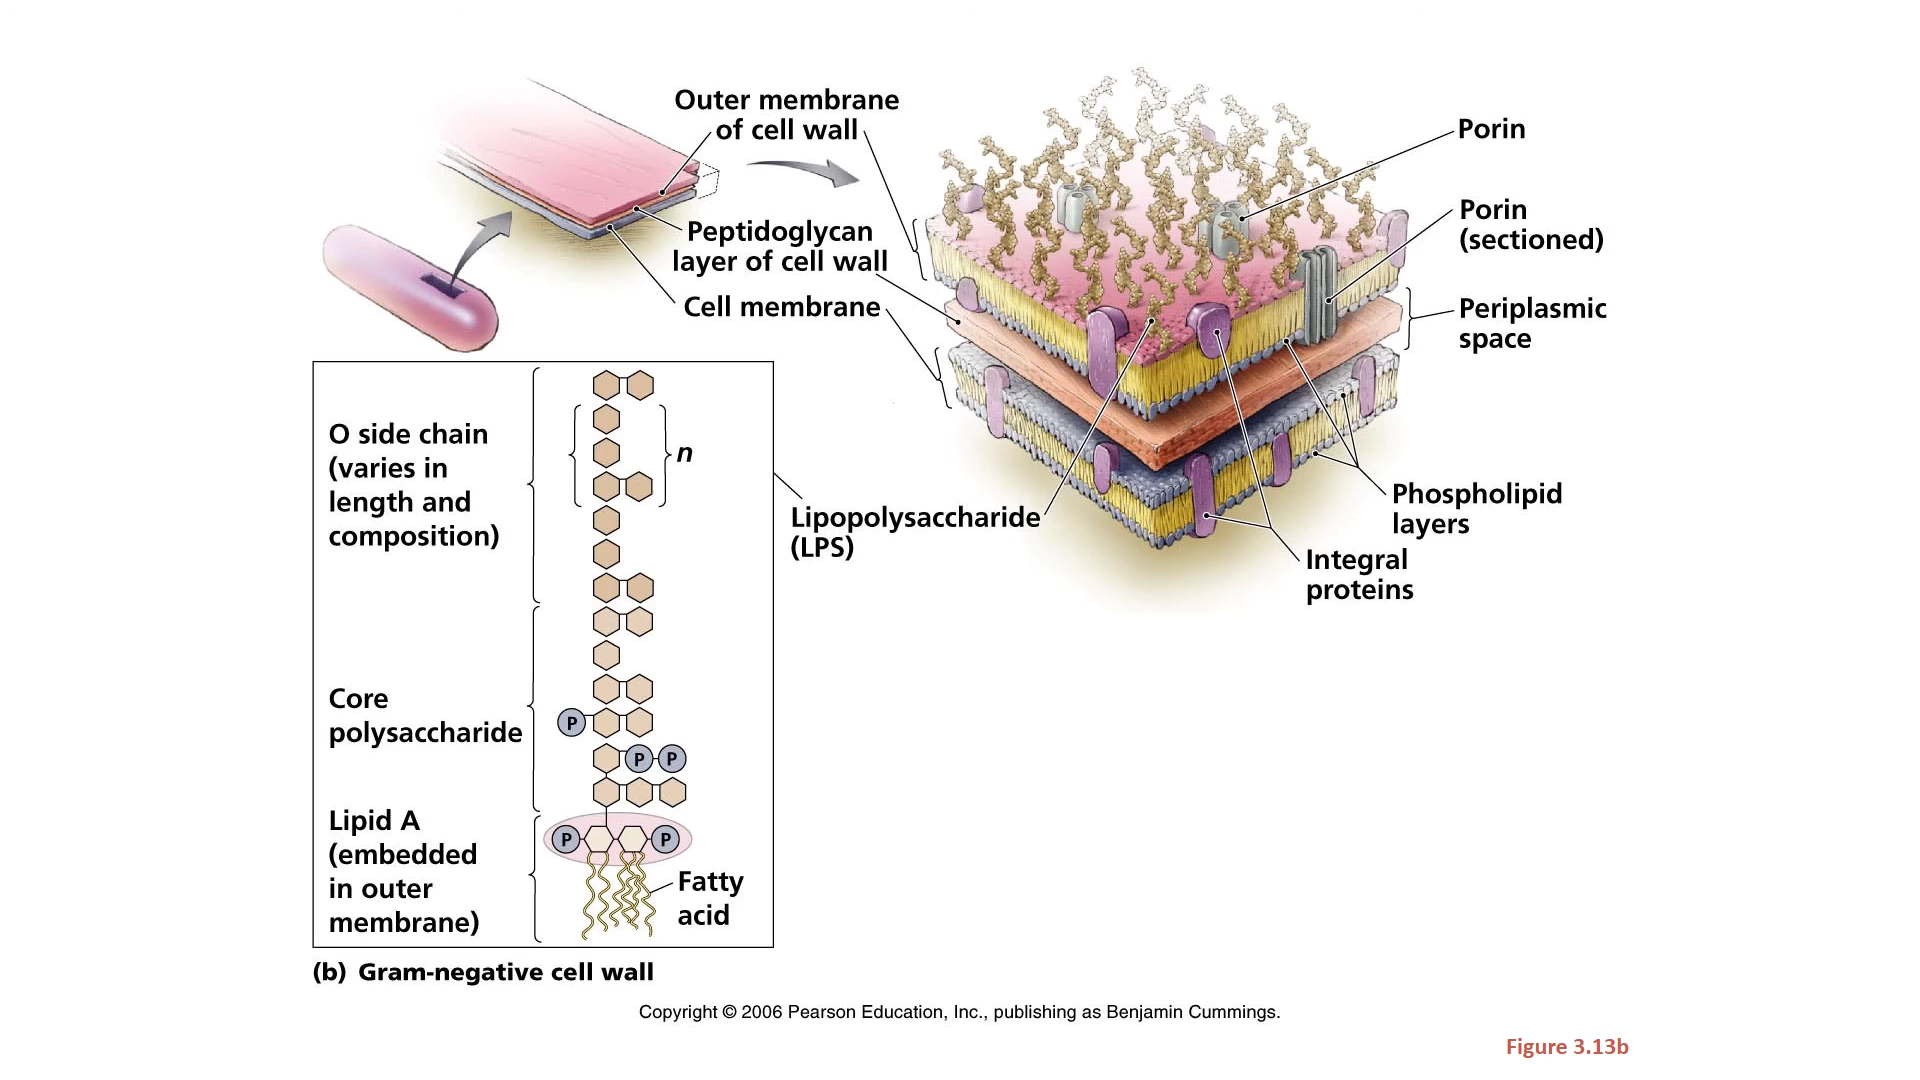 Outer membrane
of cell wall
Peptidoglycan
layer of cell wall
Cell membrane
Porin
Porin
(sectioned)
Periplasmic
space
Phospholipid
layers
Integral
proteins
Lipopolysaccharide
(LPS)
O side chain
(varies in
length and
composition)
n
Core
polysaccharide
P
P P
Lipid A
(embedded
in outer
membrane)
P P
Fatty
acid
(b) Gram-negative cell wall
Copyright © 2006 Pearson Education, Inc., publishing as Benjamin Cummings.
Figure 3.13b